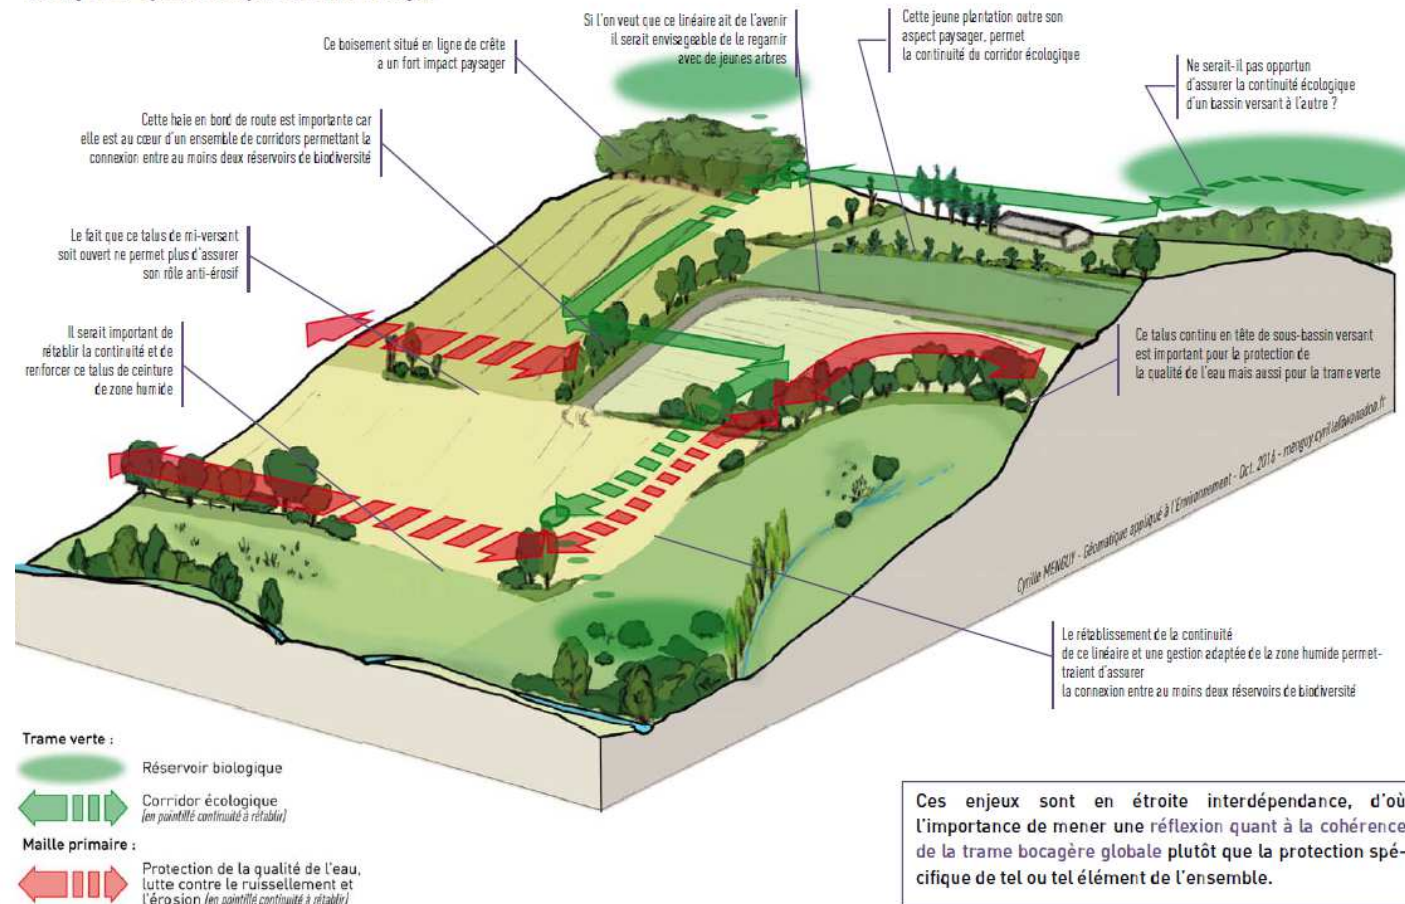 Si l'on veut que ce linéaire ait de l'avenir
il serait envisageable de le regarnir
avec de jeunes arbres
Cette jeune plantation outre son
aspect paysager, permet
la continuité du corridor écologique
Ce boisement situé en ligne de crête
a un fort impact paysager
Ne serait-il pas opportun
d'assurer la continuité écologique
d'un bassin versant à l'autre ?
Cette haie en bord de route est importante car
elle est au cœur d'un ensemble de corridors permettant la
connexion entre au moins deux réservoirs de biodiversité
Le fait que ce talus de mi-versant
soit ouvert ne permet plus d'assurer
son rôle anti-érosif
Il serait important de
rétablir la continuité et de
renforcer ce talus de ceinture
de zone humide
Ce talus continu en tête de sous-bassin versant
est important pour la protection de
la qualité de l'eau mais aussi pour la trame verte
Cyrille MENGUY - Géomatique appliqué à l'Environnement - Oct. 2016 - menguy.cyrille@wanadoo.fr
Le rétablissement de la continuité
de ce linéaire et une gestion adaptée de la zone humide permet-
traient d'assurer
la connexion entre au moins deux réservoirs de biodiversité
Trame verte :
Réservoir biologique
Corridor écologique
(en pointillé continuité à rétablir)
Maille primaire :
Protection de la qualité de l'eau,
lutte contre le ruissellement et
l'érosion (en pointillé continuité à rétablir)
Ces enjeux sont en étroite interdépendance, d'où
l'importance de mener une réflexion quant à la cohérence
de la trame bocagère globale plutôt que la protection spé-
cifique de tel ou tel élément de l'ensemble.